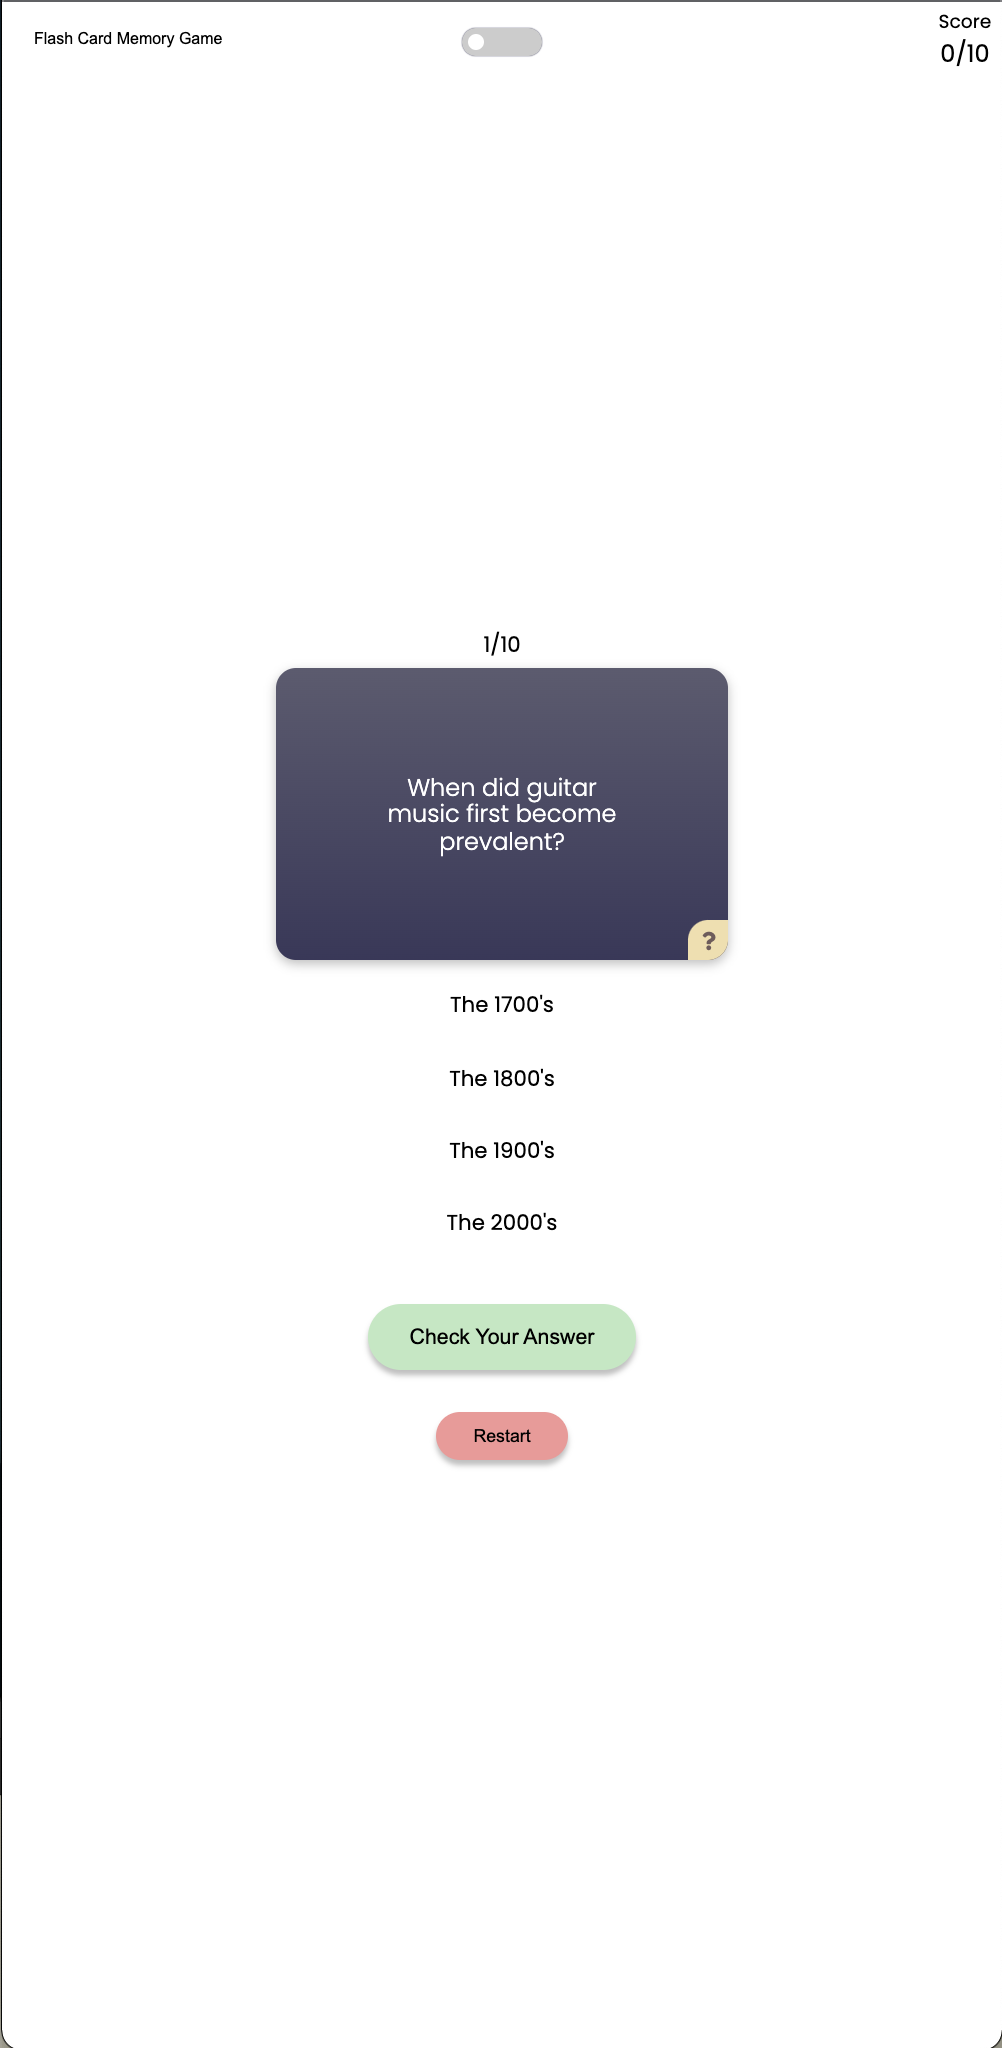 Flash Card Memory Game
Score
0/10
1/10
When did guitar
music first become
prevalent?
?
The 1700's
The 1800's
The 1900's
The 2000's
Check Your Answer
Restart